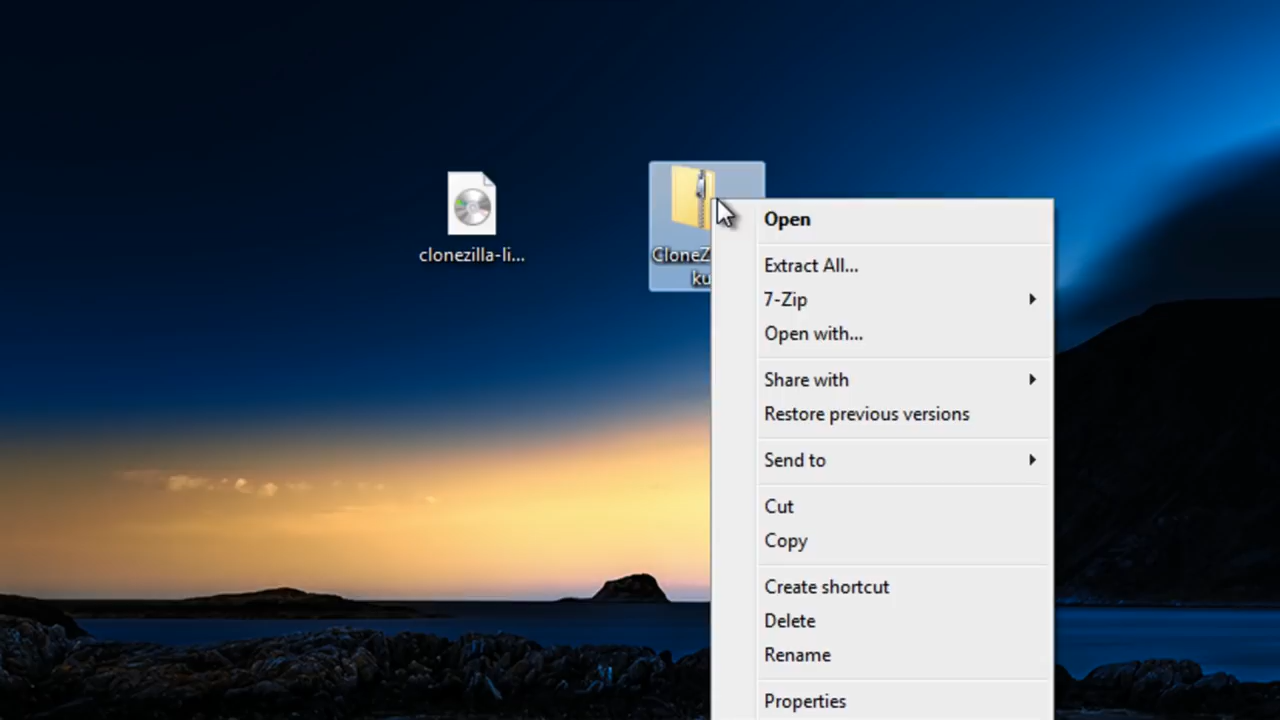 clonezilla-li...
CloneZ
ku
Open
Extract All...
7-Zip
Open with...
Share with
Restore previous versions
Send to
Cut
Copy
Create shortcut
Delete
Rename
Properties